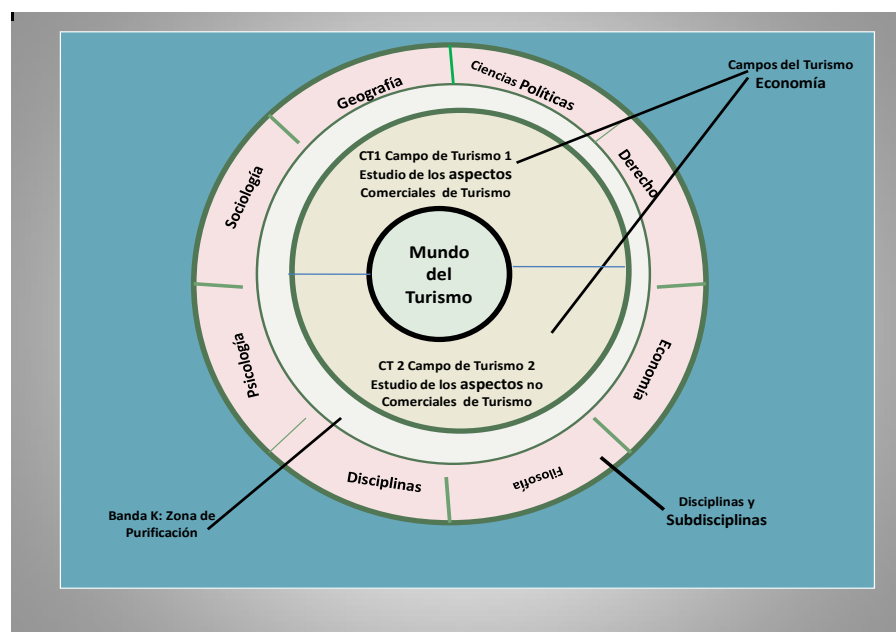 Geografía
Ciencias Políticas
Campos del Turismo
Economía
Sociología
Derecho
CT1 Campo de Turismo 1
Estudio de los aspectos
Comerciales de Turismo
Mundo
del
Turismo
Psicología
Economía
CT 2 Campo de Turismo 2
Estudio de los aspectos no
Comerciales de Turismo
Disciplinas
Filosofía
Banda K: Zona de
Purificación
Disciplinas y
Subdisciplinas